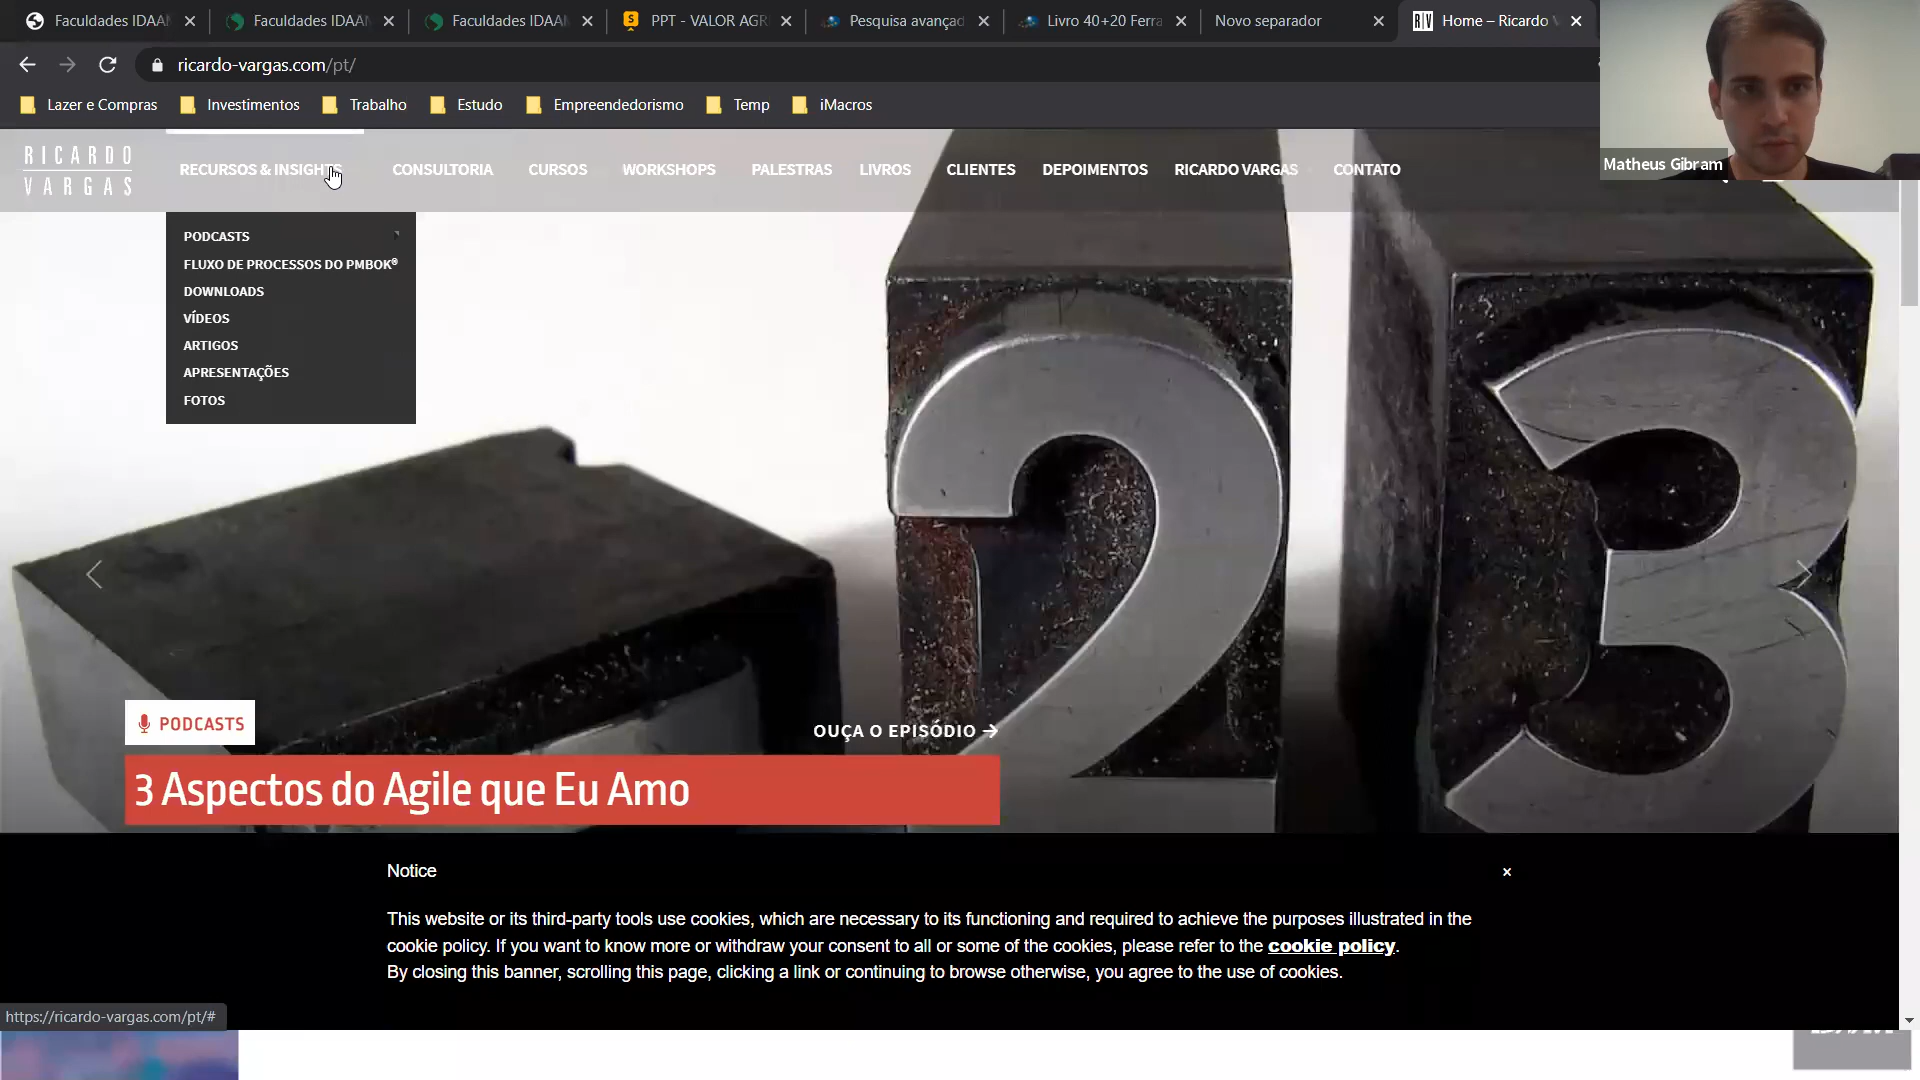 Faculdades IDAA
Faculdades IDAA
Faculdades IDAA
PPT - VALOR AGR
Pesquisa avançad
Livro 40+20 Ferra
Novo separador
Home – Ricardo V
ricardo-vargas.com/pt/
Lazer e Compras
Investimentos
Trabalho
Estudo
Empreendedorismo
Temp
iMacros
Matheus Gibram
RICARDO
VARGAS
RECURSOS & INSIGHTS
CONSULTORIA
CURSOS
WORKSHOPS
PALESTRAS
LIVROS
CLIENTES
DEPOIMENTOS
RICARDO VARGAS
CONTATO
PODCASTS
FLUXO DE PROCESSOS DO PMBOK®
DOWNLOADS
VÍDEOS
ARTIGOS
APRESENTAÇÕES
FOTOS
2 3
PODCASTS
OUÇA O EPISÓDIO →
3 Aspectos do Agile que Eu Amo
Notice
×
This website or its third-party tools use cookies, which are necessary to its functioning and required to achieve the purposes illustrated in the
cookie policy. If you want to know more or withdraw your consent to all or some of the cookies, please refer to the cookie policy.
By closing this banner, scrolling this page, clicking a link or continuing to browse otherwise, you agree to the use of cookies.
https://ricardo-vargas.com/pt/#